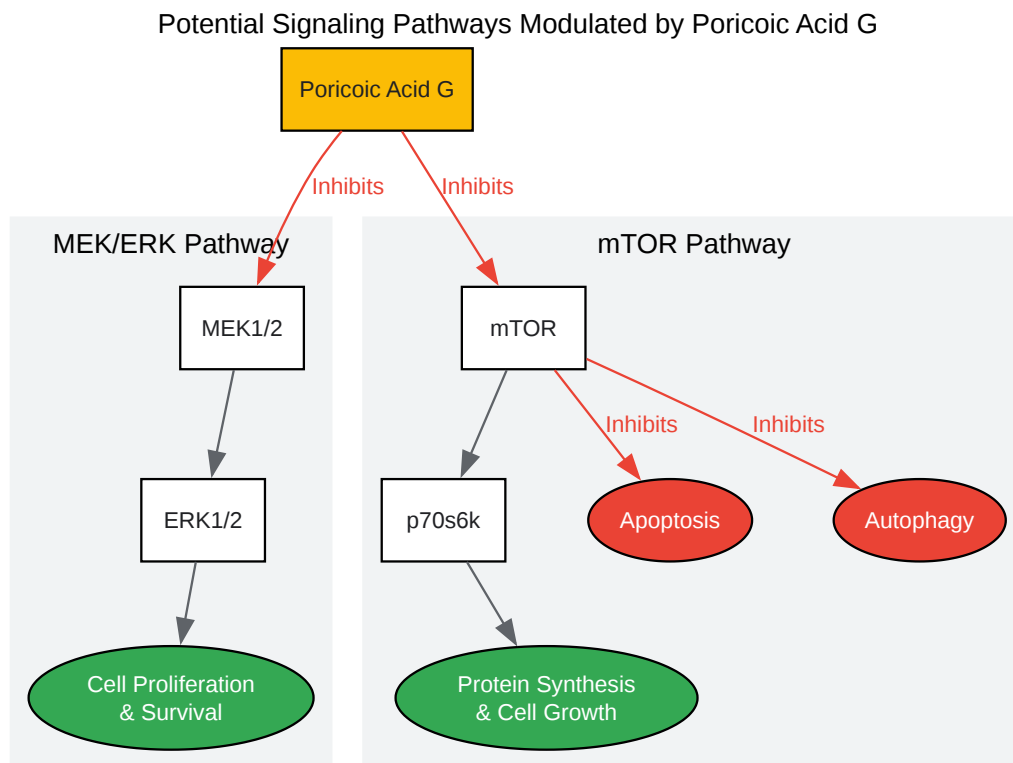 Potential Signaling Pathways Modulated by Poricoic Acid G
Poricoic Acid G
Inhibits
Inhibits
MEK/ERK Pathway
mTOR Pathway
MEK1/2
mTOR
Inhibits
Inhibits
ERK1/2
p70s6k
Apoptosis
Autophagy
Cell Proliferation
& Survival
Protein Synthesis
& Cell Growth